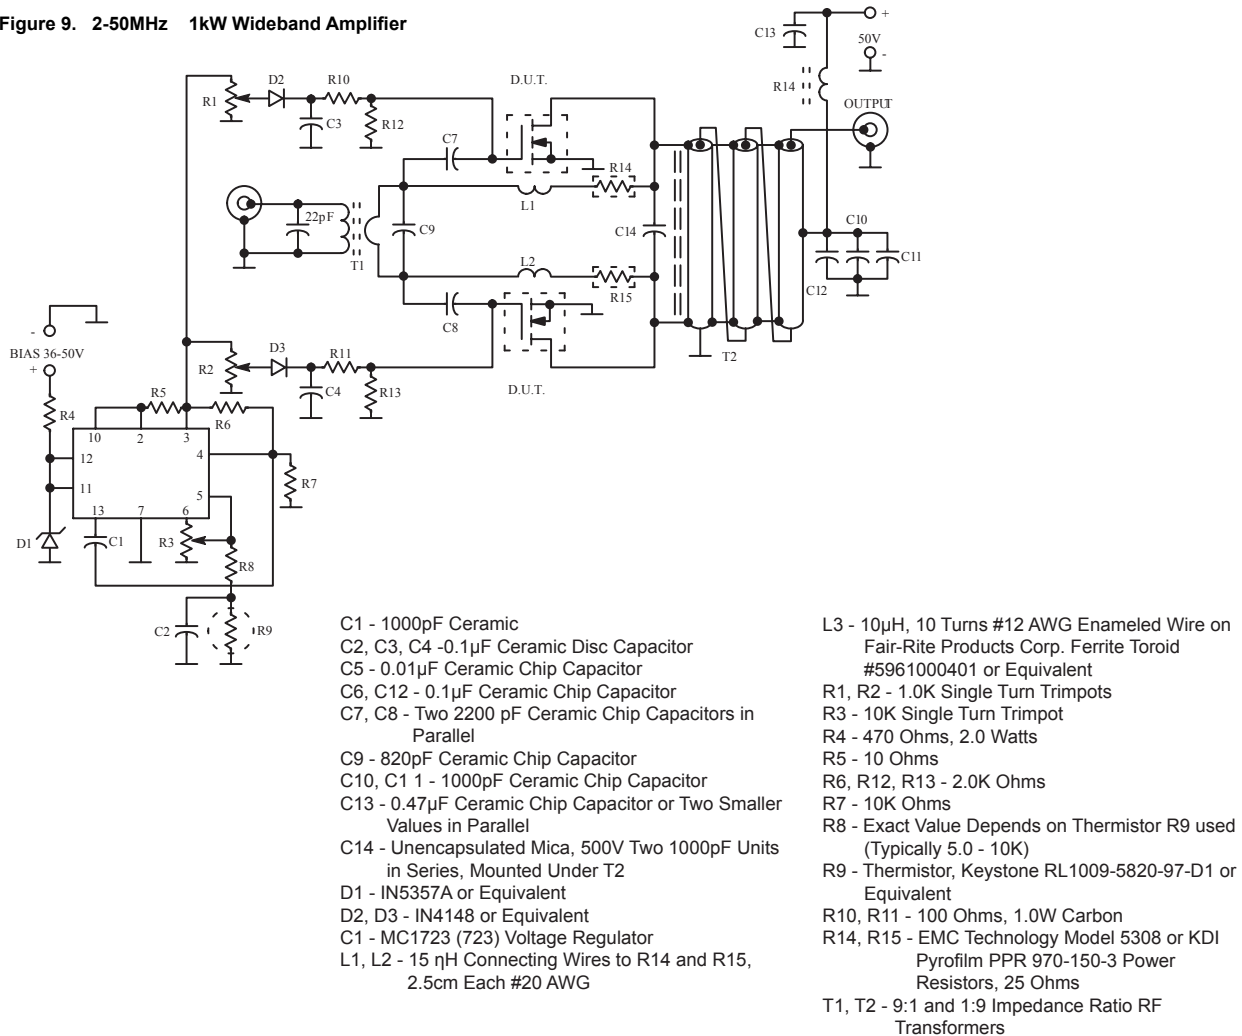 Figure 9. 2-50MHz 1kW Wideband Amplifier
C13
+
50V
-
R14
OUTPUT
D2
R10
D.U.T.
R1
C3
R12
C7
R14
L1
22pF
C9
C14
T1
C10
C11
L2
R15
C12
C8
T2
-
BIAS 36-50V
+
D3
R11
R2
C4
R13
D.U.T.
R5
R4
R6
10
2
3
12
4
11
R7
5
13
7
6
D1
C1
R3
R8
C2
R9
C1 - 1000pF Ceramic
C2, C3, C4 -0.1µF Ceramic Disc Capacitor
C5 - 0.01µF Ceramic Chip Capacitor
C6, C12 - 0.1µF Ceramic Chip Capacitor
C7, C8 - Two 2200 pF Ceramic Chip Capacitors in
Parallel
C9 - 820pF Ceramic Chip Capacitor
C10, C1 1 - 1000pF Ceramic Chip Capacitor
C13 - 0.47µF Ceramic Chip Capacitor or Two Smaller
Values in Parallel
C14 - Unencapsulated Mica, 500V Two 1000pF Units
in Series, Mounted Under T2
D1 - IN5357A or Equivalent
D2, D3 - IN4148 or Equivalent
C1 - MC1723 (723) Voltage Regulator
L1, L2 - 15 ηH Connecting Wires to R14 and R15,
2.5cm Each #20 AWG
L3 - 10µH, 10 Turns #12 AWG Enameled Wire on
Fair-Rite Products Corp. Ferrite Toroid
#5961000401 or Equivalent
R1, R2 - 1.0K Single Turn Trimpots
R3 - 10K Single Turn Trimpot
R4 - 470 Ohms, 2.0 Watts
R5 - 10 Ohms
R6, R12, R13 - 2.0K Ohms
R7 - 10K Ohms
R8 - Exact Value Depends on Thermistor R9 used
(Typically 5.0 - 10K)
R9 - Thermistor, Keystone RL1009-5820-97-D1 or
Equivalent
R10, R11 - 100 Ohms, 1.0W Carbon
R14, R15 - EMC Technology Model 5308 or KDI
Pyrofilm PPR 970-150-3 Power
Resistors, 25 Ohms
T1, T2 - 9:1 and 1:9 Impedance Ratio RF
Transformers